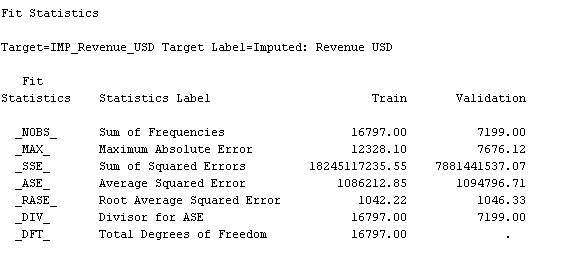 Fit Statistics
Target=IMP_Revenue_USD Target Label=Imputed: Revenue USD
Fit
Statistics Statistics Label Train Validation
_NOBS_ Sum of Frequencies 16797.00 7199.00
_MAX_ Maximum Absolute Error 12328.10 7676.12
_SSE_ Sum of Squared Errors 18245117235.55 7881441537.07
_ASE_ Average Squared Error 1086212.85 1094796.71
_RASE_ Root Average Squared Error 1042.22 1046.33
_DIV_ Divisor for ASE 16797.00 7199.00
_DFT_ Total Degrees of Freedom 16797.00 .